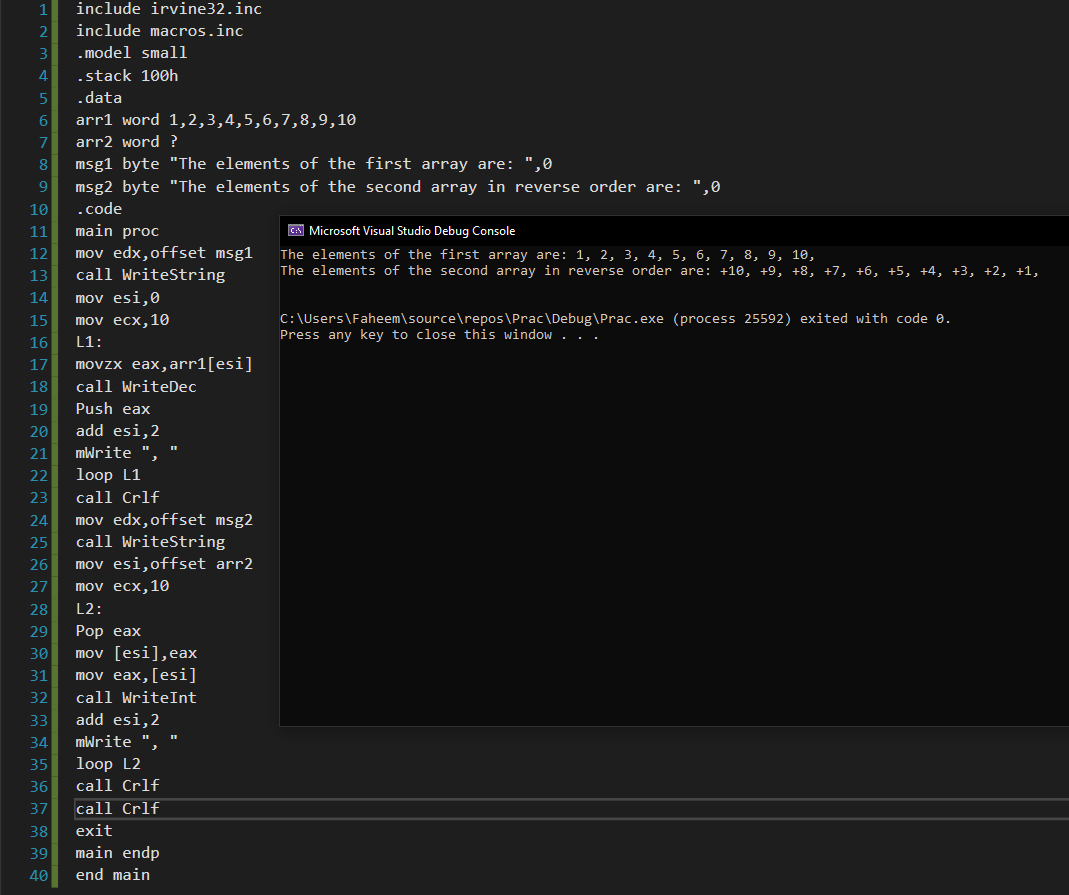 1 include irvine32.inc
2 include macros.inc
3 .model small
4 .stack 100h
5 .data
6 arr1 word 1,2,3,4,5,6,7,8,9,10
7 arr2 word ?
8 msg1 byte "The elements of the first array are: ",0
9 msg2 byte "The elements of the second array in reverse order are: ",0
10 .code
11 main proc
12 mov edx,offset msg1
13 call WriteString
14 mov esi,0
15 mov ecx,10
16 L1:
17 movzx eax,arr1[esi]
18 call WriteDec
19 Push eax
20 add esi,2
21 mWrite ", "
22 loop L1
23 call Crlf
24 mov edx,offset msg2
25 call WriteString
26 mov esi,offset arr2
27 mov ecx,10
28 L2:
29 Pop eax
30 mov [esi],eax
31 mov eax,[esi]
32 call WriteInt
33 add esi,2
34 mWrite ", "
35 loop L2
36 call Crlf
37 call Crlf
38 exit
39 main endp
40 end main
Microsoft Visual Studio Debug Console
The elements of the first array are: 1, 2, 3, 4, 5, 6, 7, 8, 9, 10,
The elements of the second array in reverse order are: +10, +9, +8, +7, +6, +5, +4, +3, +2, +1,
C:\Users\Faheem\source\repos\Prac\Debug\Prac.exe (process 25592) exited with code 0.
Press any key to close this window . . .